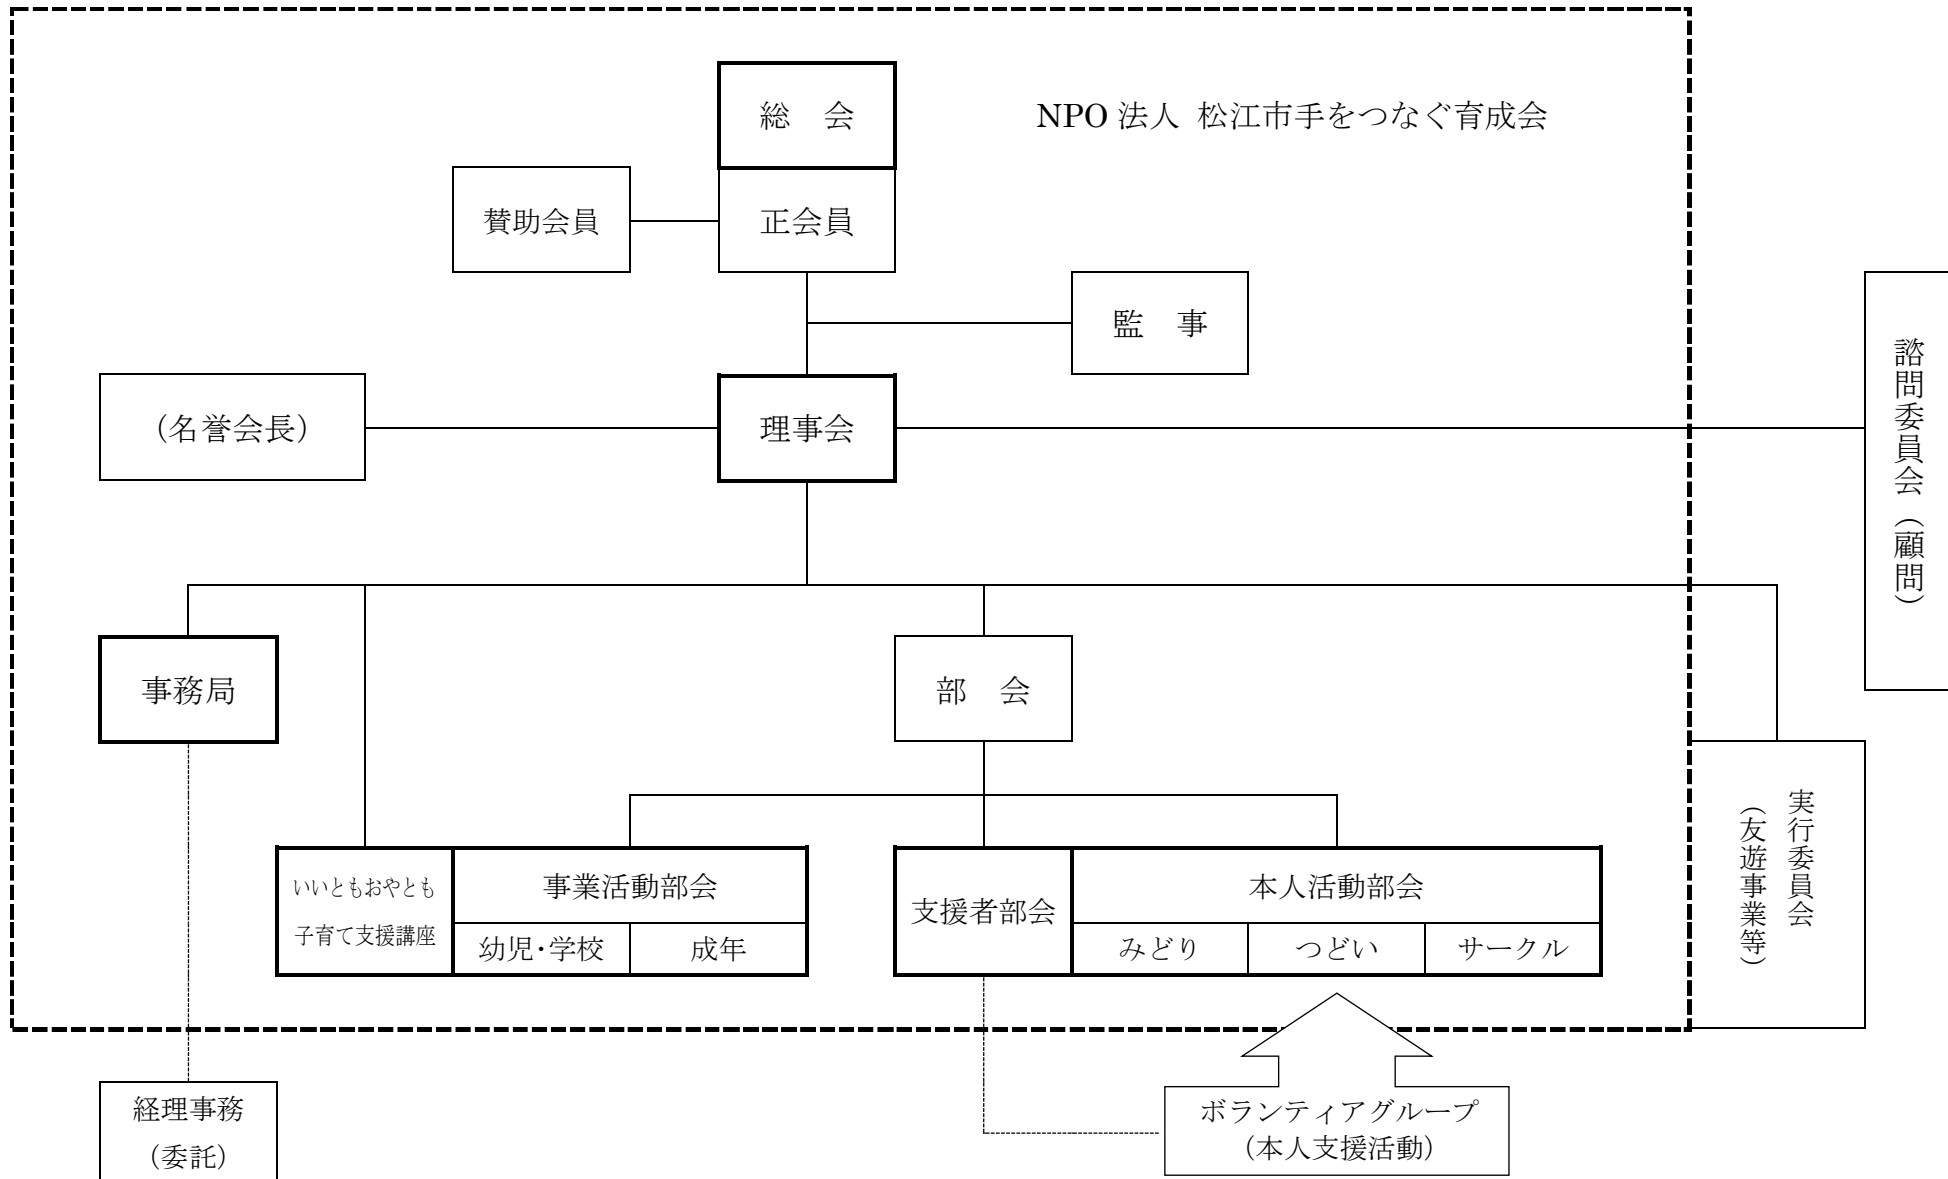 総　会
NPO 法人 松江市手をつなぐ育成会
賛助会員
正会員
監　事
（名誉会長）
理事会
諮問委員会（顧問）
事務局
部　会
実行委員会
（友遊事業等）
いいともおやとも
子育て支援講座
事業活動部会
幼児･学校
成年
支援者部会
本人活動部会
みどり
つどい
サークル
経理事務
（委託）
ボランティアグループ
（本人支援活動）